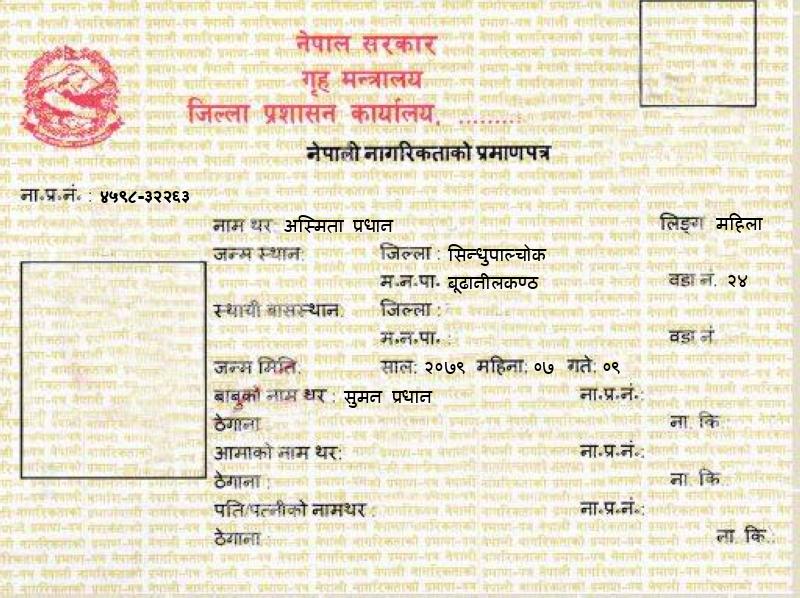 नेपाल सरकार
गृह मन्त्रालय
जिल्ला प्रशासन कार्यालय, ........
नेपाली नागरिकताको प्रमाणपत्र
ना.प्र.नं. : ४५९८-३२२६३
नाम थर: अस्मिता प्रधान लिङ्ग महिला
जन्म स्थान: जिल्ला : सिन्धुपाल्चोक
म.न.पा. बूढानीलकण्ठ वडा नं. २४
स्थायी बासस्थान: जिल्ला :
म.न.पा. : वडा नं.
जन्म मिति: साल: २०७९ महिना: ०७ गते: ०९
बाबुको नाम थर : सुमन प्रधान ना.प्र.नं.:
ठेगाना: ना. कि.:
आमाको नाम थर: ना.प्र.नं.:
ठेगाना : ना. कि.
पति/पत्नीको नामथर : ना.प्र.नं.:
ठेगाना : ना. कि.: